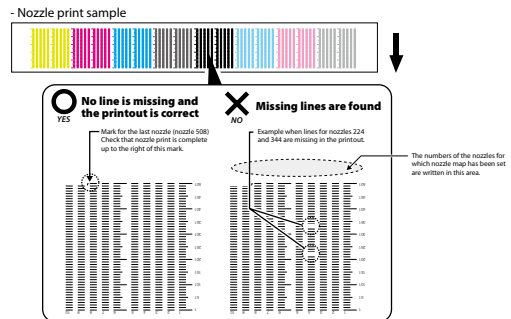 - Nozzle print sample
YES
No line is missing and
the printout is correct
Mark for the last nozzle (nozzle 508)
Check that nozzle print is complete
up to the right of this mark.
NO
Missing lines are found
Example when lines for nozzles 224
and 344 are missing in the printout.
The numbers of the nozzles for
which nozzle map has been set
are written in this area.